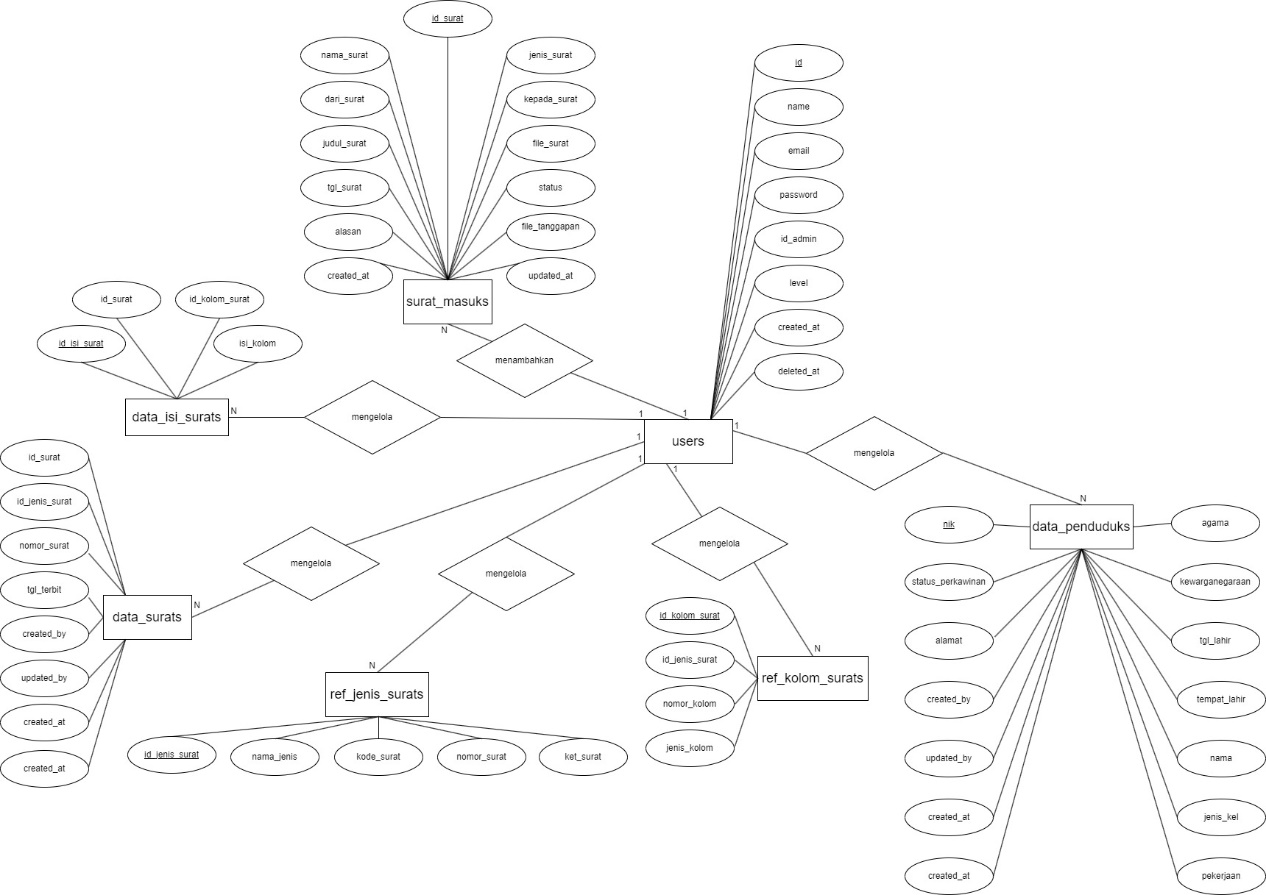 id_surat
nama_surat
jenis_surat
dari_surat
kepada_surat
judul_surat
file_surat
tgl_surat
status
alasan
file_tanggapan
created_at
updated_at
surat_masuks
N
menambahkan
1
id
name
email
password
id_admin
level
created_at
deleted_at
users
id_surat
id_kolom_surat
id_isi_surat
isi_kolom
data_isi_surats
N
mengelola
1
id_surat
id_jenis_surat
nomor_surat
tgl_terbit
created_by
updated_by
created_at
created_at
data_surats
N
mengelola
1
ref_jenis_surats
N
mengelola
1
id_jenis_surat
nama_jenis
kode_surat
nomor_surat
ket_surat
1
mengelola
N
ref_kolom_surats
id_kolom_surat
id_jenis_surat
nomor_kolom
jenis_kolom
1
mengelola
N
data_penduduks
nik
agama
status_perkawinan
kewarganegaraan
alamat
tgl_lahir
created_by
tempat_lahir
updated_by
nama
created_at
jenis_kel
created_at
pekerjaan